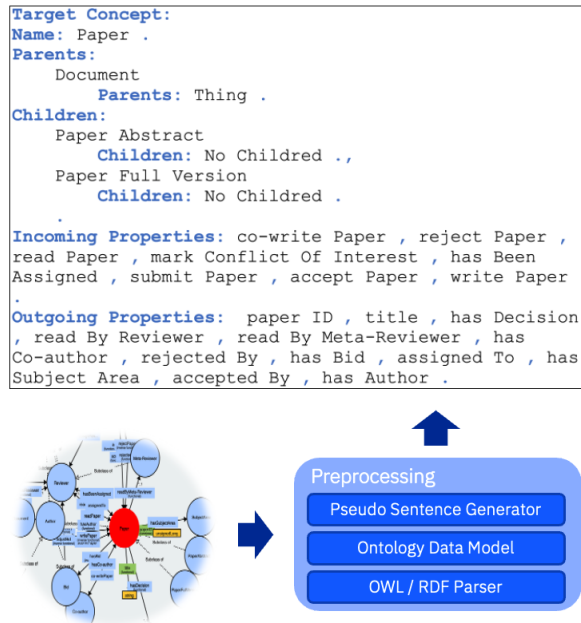 Target Concept:
Name: Paper .
Parents:
Document
Parents: Thing .
Children:
Paper Abstract
Children: No Childred .,
Paper Full Version
Children: No Childred .
.
Incoming Properties: co-write Paper , reject Paper ,
read Paper , mark Conflict Of Interest , has Been
Assigned , submit Paper , accept Paper , write Paper
.
Outgoing Properties: paper ID , title , has Decision
, read By Reviewer , read By Meta-Reviewer , has
Co-author , rejected By , has Bid , assigned To , has
Subject Area , accepted By , has Author .
Reviewer
Author
Paper
Bid
Co-author
Preprocessing
Pseudo Sentence Generator
Ontology Data Model
OWL / RDF Parser